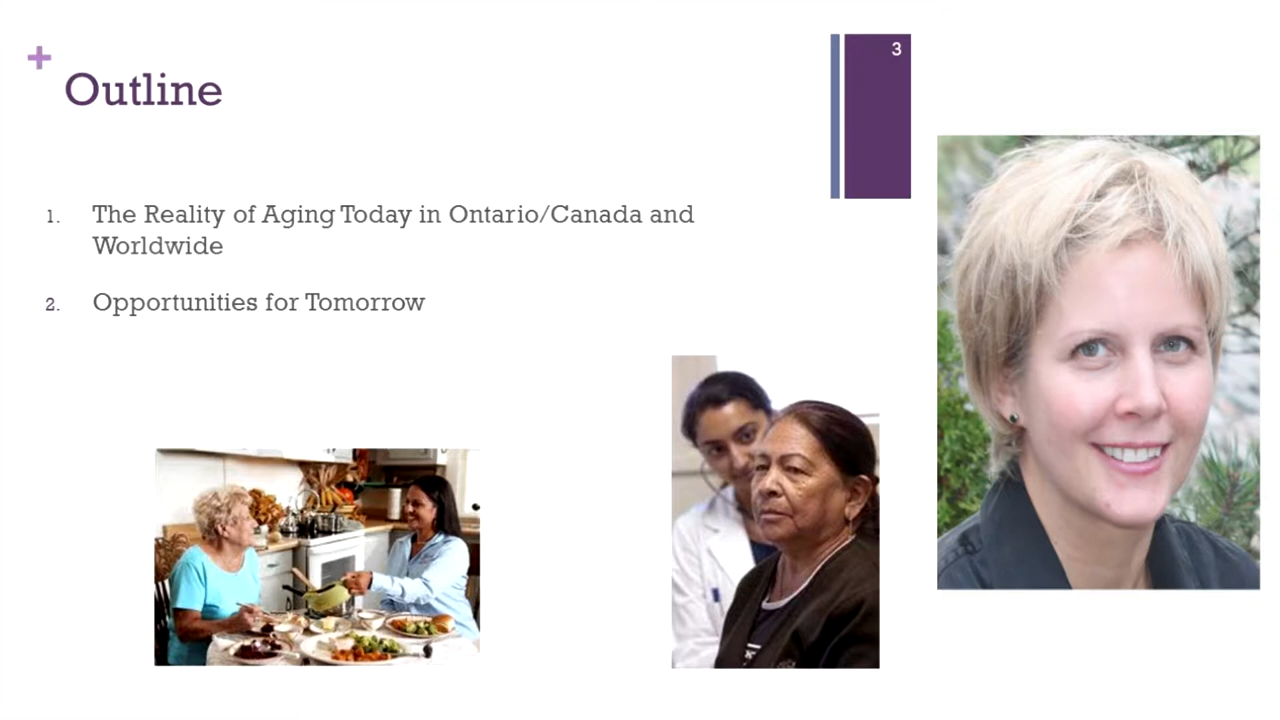 3
Outline
1. The Reality of Aging Today in Ontario/Canada and
Worldwide
2. Opportunities for Tomorrow